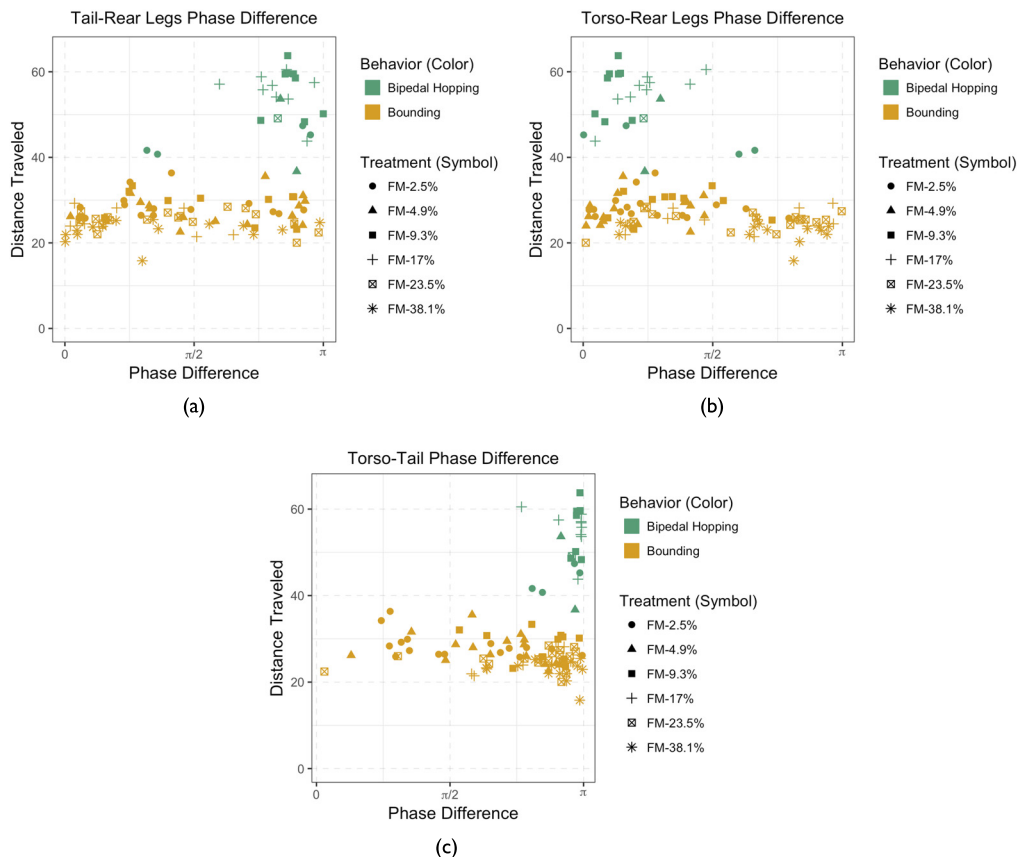 Tail-Rear Legs Phase Difference
60
40
20
0
Distance Traveled
0 π/2 π
Phase Difference
Behavior (Color)
Bipedal Hopping
Bounding
Treatment (Symbol)
FM-2.5%
FM-4.9%
FM-9.3%
FM-17%
FM-23.5%
FM-38.1%
(a)
Torso-Rear Legs Phase Difference
60
40
20
0
Distance Traveled
0 π/2 π
Phase Difference
Behavior (Color)
Bipedal Hopping
Bounding
Treatment (Symbol)
FM-2.5%
FM-4.9%
FM-9.3%
FM-17%
FM-23.5%
FM-38.1%
(b)
Torso-Tail Phase Difference
60
40
20
0
Distance Traveled
0 π/2 π
Phase Difference
Behavior (Color)
Bipedal Hopping
Bounding
Treatment (Symbol)
FM-2.5%
FM-4.9%
FM-9.3%
FM-17%
FM-23.5%
FM-38.1%
(c)